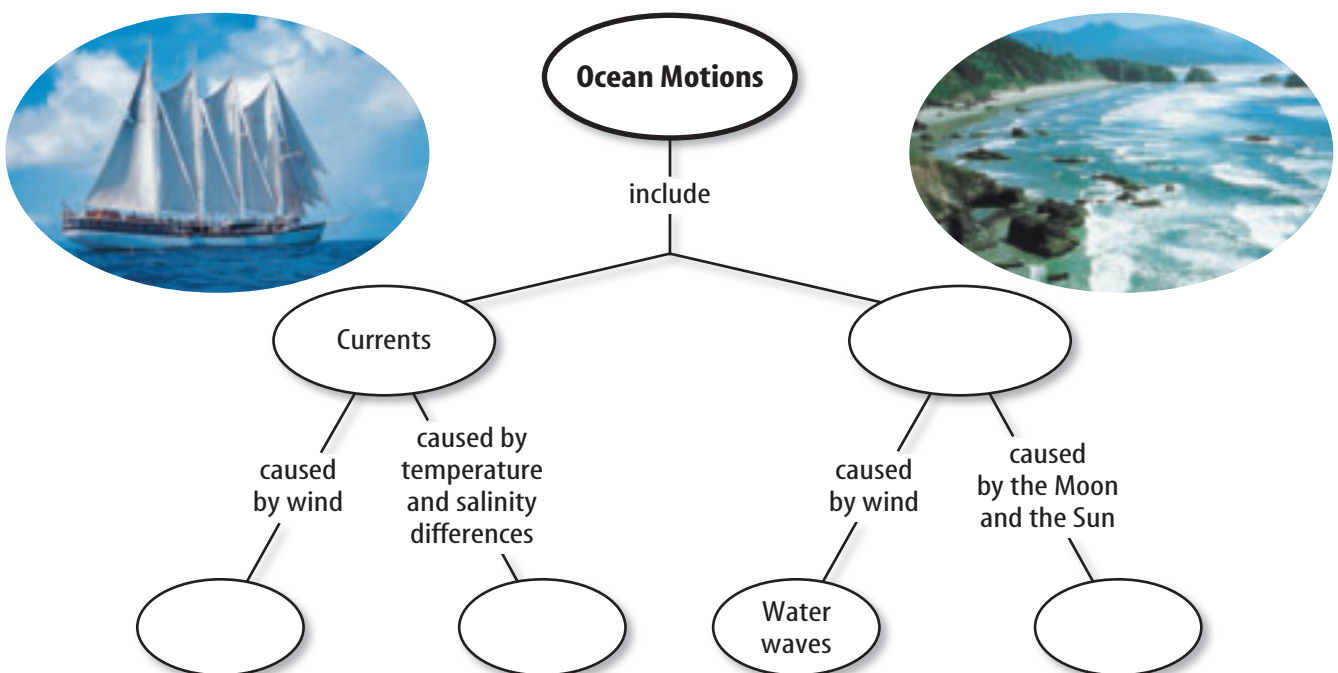 Ocean Motions
include
Currents
caused
by wind
caused by
temperature
and salinity
differences
caused
by wind
caused
by the Moon
and the Sun
Water
waves